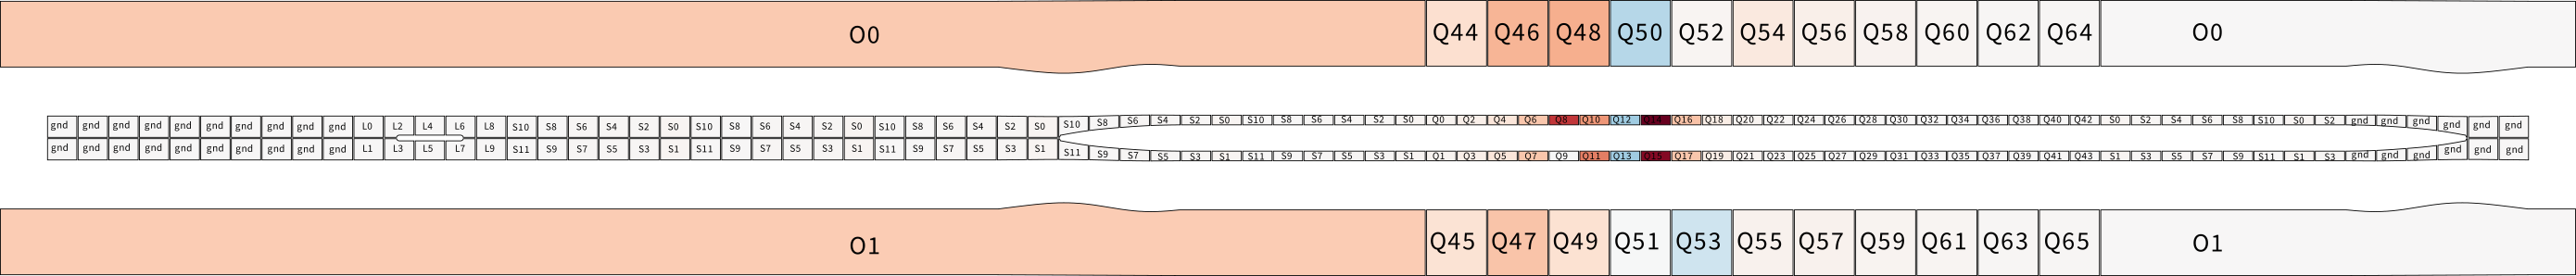 O0 Q44 Q46 Q48 Q50 Q52 Q54 Q56 Q58 Q60 Q62 Q64 O0
gnd gnd gnd gnd gnd gnd gnd gnd gnd gnd L0 L2 L4 L6 L8 S10 S8 S6 S4 S2 S0 S10 S8 S6 S4 S2 S0 S10 S8 S6 S4 S2 S0 S10 S8 S6 S4 S2 S0 S10 S8 S6 S4 S2 S0 Q0 Q2 Q4 Q6 Q8 Q10 Q12 Q14 Q16 Q18 Q20 Q22 Q24 Q26 Q28 Q30 Q32 Q34 Q36 Q38 Q40 Q42 S0 S2 S4 S6 S8 S10 S0 S2 gnd gnd gnd gnd gnd gnd
gnd gnd gnd gnd gnd gnd gnd gnd gnd gnd L1 L3 L5 L7 L9 S11 S9 S7 S5 S3 S1 S11 S9 S7 S5 S3 S1 S11 S9 S7 S5 S3 S1 S11 S9 S7 S5 S3 S1 S11 S9 S7 S5 S3 S1 Q1 Q3 Q5 Q7 Q9 Q11 Q13 Q15 Q17 Q19 Q21 Q23 Q25 Q27 Q29 Q31 Q33 Q35 Q37 Q39 Q41 Q43 S1 S3 S5 S7 S9 S11 S1 S3 gnd gnd gnd gnd gnd gnd
O1 Q45 Q47 Q49 Q51 Q53 Q55 Q57 Q59 Q61 Q63 Q65 O1